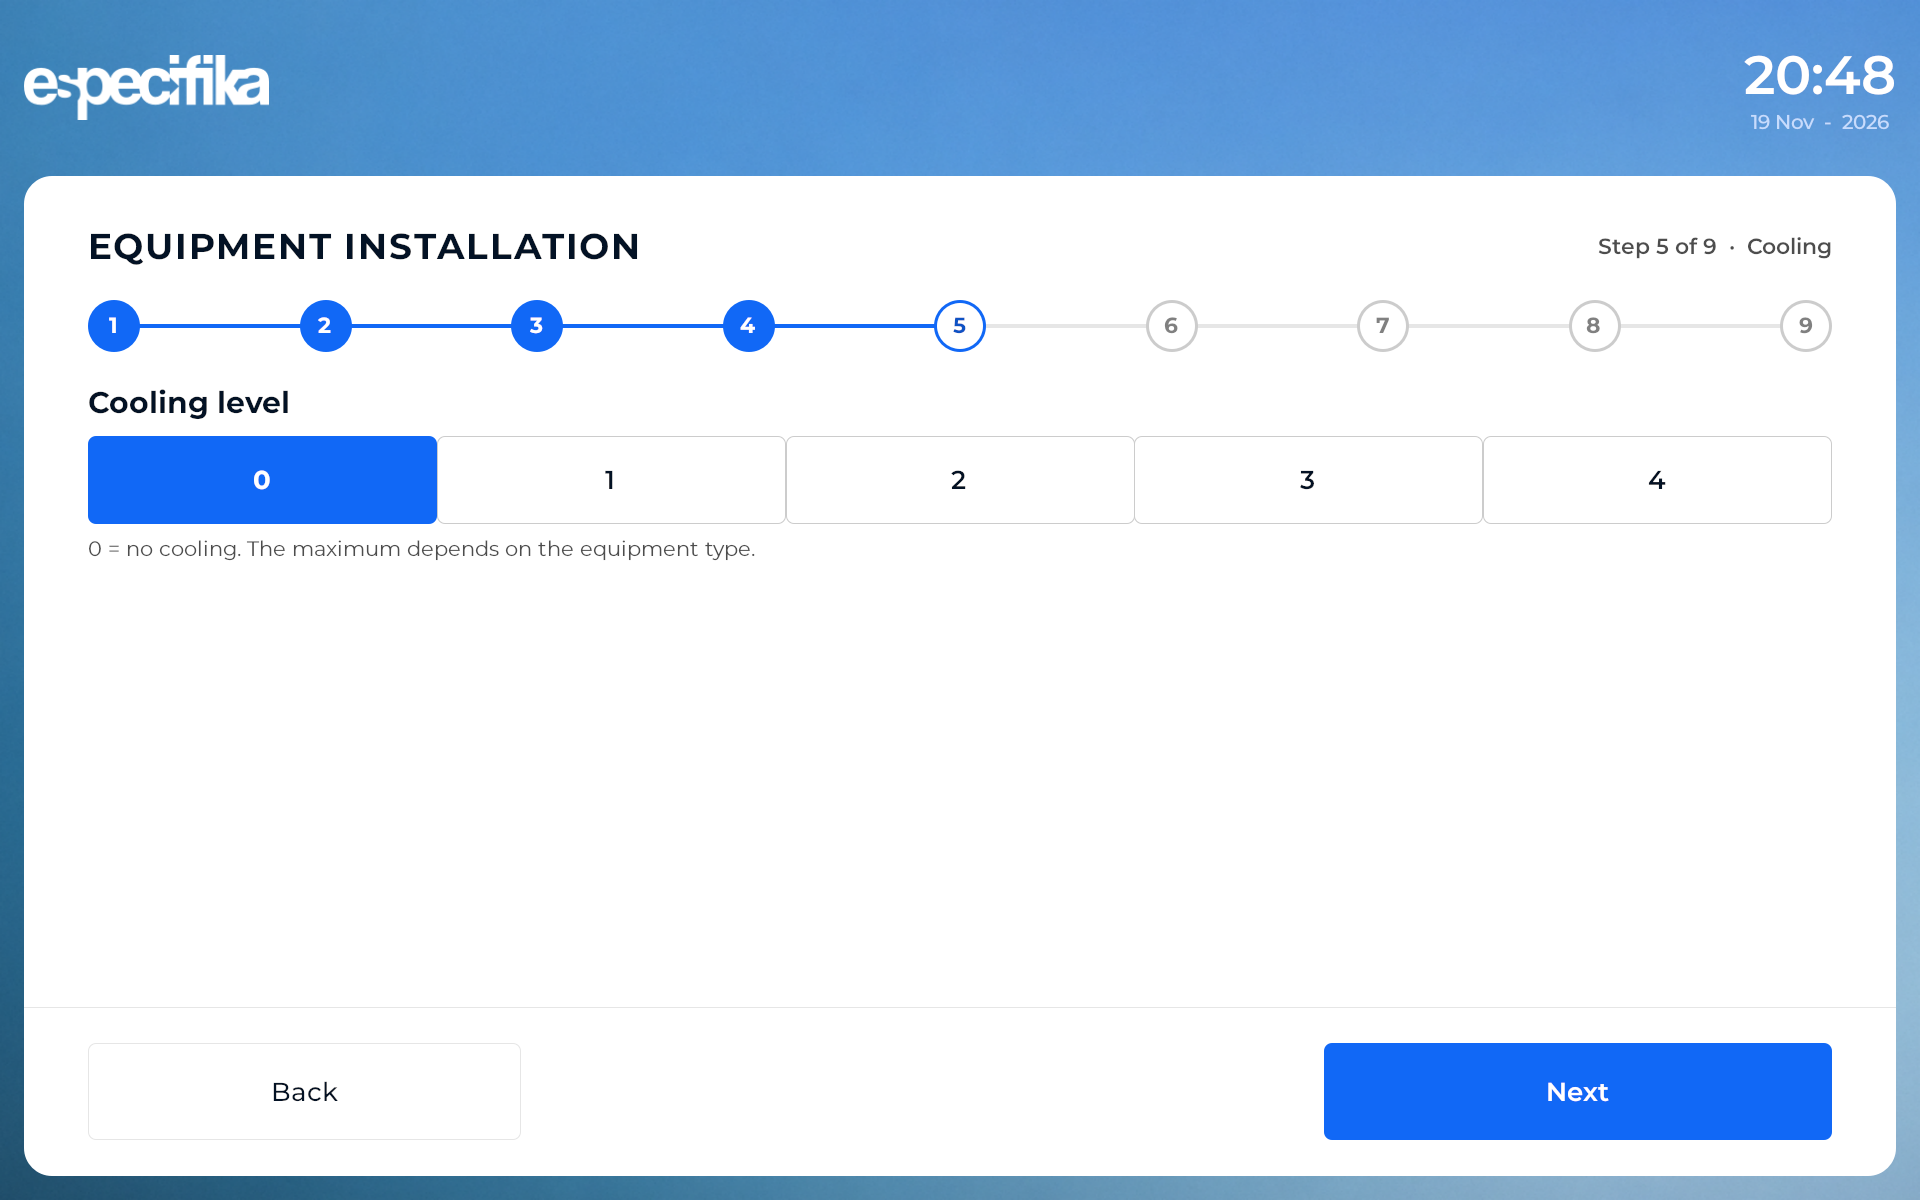 especifika
20:48
19 Nov - 2026
EQUIPMENT INSTALLATION
Step 5 of 9 · Cooling
1 2 3 4 5 6 7 8 9
Cooling level
0 1 2 3 4
0 = no cooling. The maximum depends on the equipment type.
Back Next